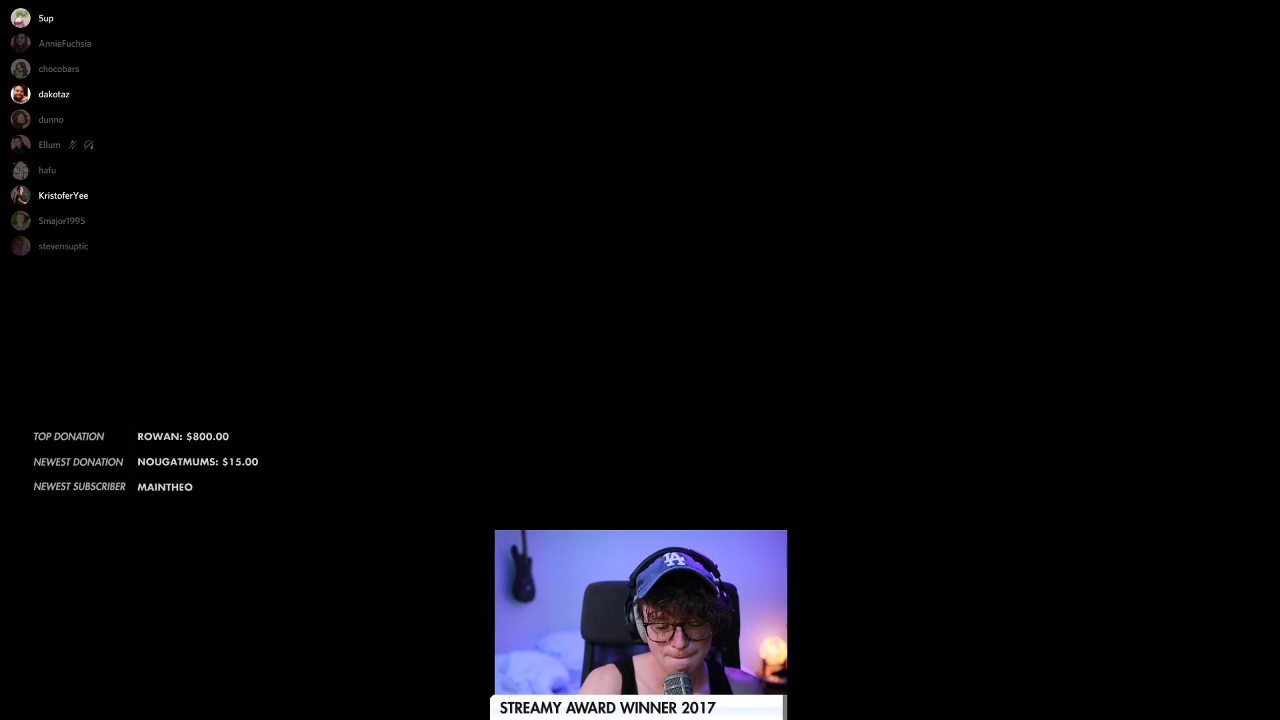 5up
AnnieFuchsia
chocobars
dakotaz
dunno
Ellum
hafu
KristoferYee
Smajor1995
stevensuptic
TOP DONATION ROWAN: $800.00
NEWEST DONATION NOUGATMUMS: $15.00
NEWEST SUBSCRIBER MAINTHEO
LA
STREAMY AWARD WINNER 2017